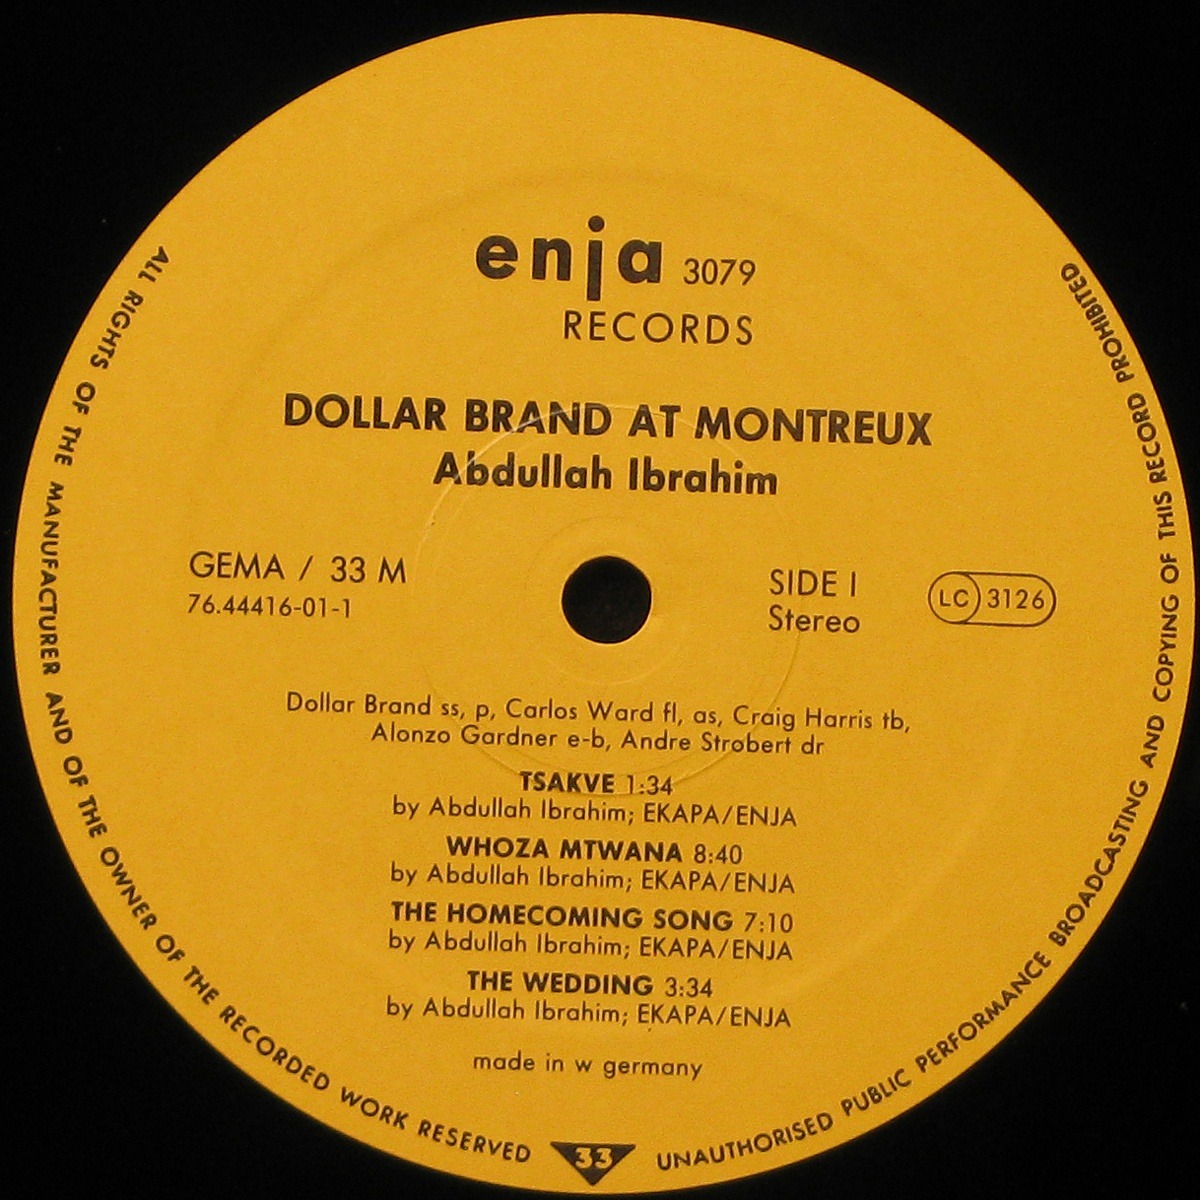 enja 3079
RECORDS
DOLLAR BRAND AT MONTREUX
Abdullah Ibrahim
GEMA / 33 M
76.44416-01-1
SIDE I
Stereo
LC 3126
Dollar Brand ss, p, Carlos Ward fl, as, Craig Harris tb,
Alonzo Gardner e-b, Andre Strobert dr
TSAKVE 1:34
by Abdullah Ibrahim; EKAPA/ENJA
WHOZA MTWANA 8:40
by Abdullah Ibrahim; EKAPA/ENJA
THE HOMECOMING SONG 7:10
by Abdullah Ibrahim; EKAPA/ENJA
THE WEDDING 3:34
by Abdullah Ibrahim; EKAPA/ENJA
made in w germany
ALL RIGHTS OF THE MANUFACTURER AND OF THE OWNER OF THE RECORDED WORK RESERVED
33
UNAUTHORISED PUBLIC PERFORMANCE BROADCASTING AND COPYING OF THIS RECORD PROHIBITED